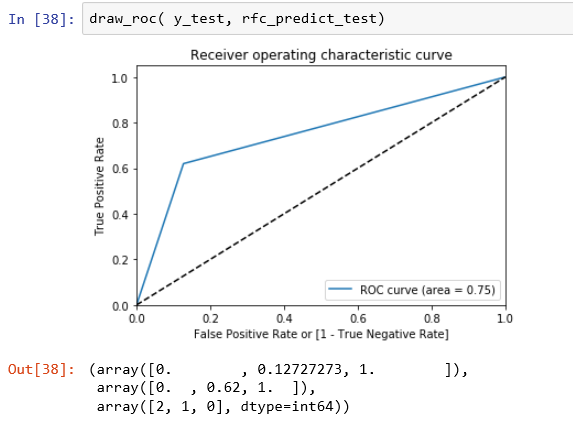 In [38]: draw_roc( y_test, rfc_predict_test)
Receiver operating characteristic curve
True Positive Rate
1.0
0.8
0.6
0.4
0.2
0.0
ROC curve (area = 0.75)
0.0 0.2 0.4 0.6 0.8 1.0
False Positive Rate or [1 - True Negative Rate]
Out[38]: (array([0.        , 0.12727273, 1.        ]),
array([0.  , 0.62, 1.  ]),
array([2, 1, 0], dtype=int64))